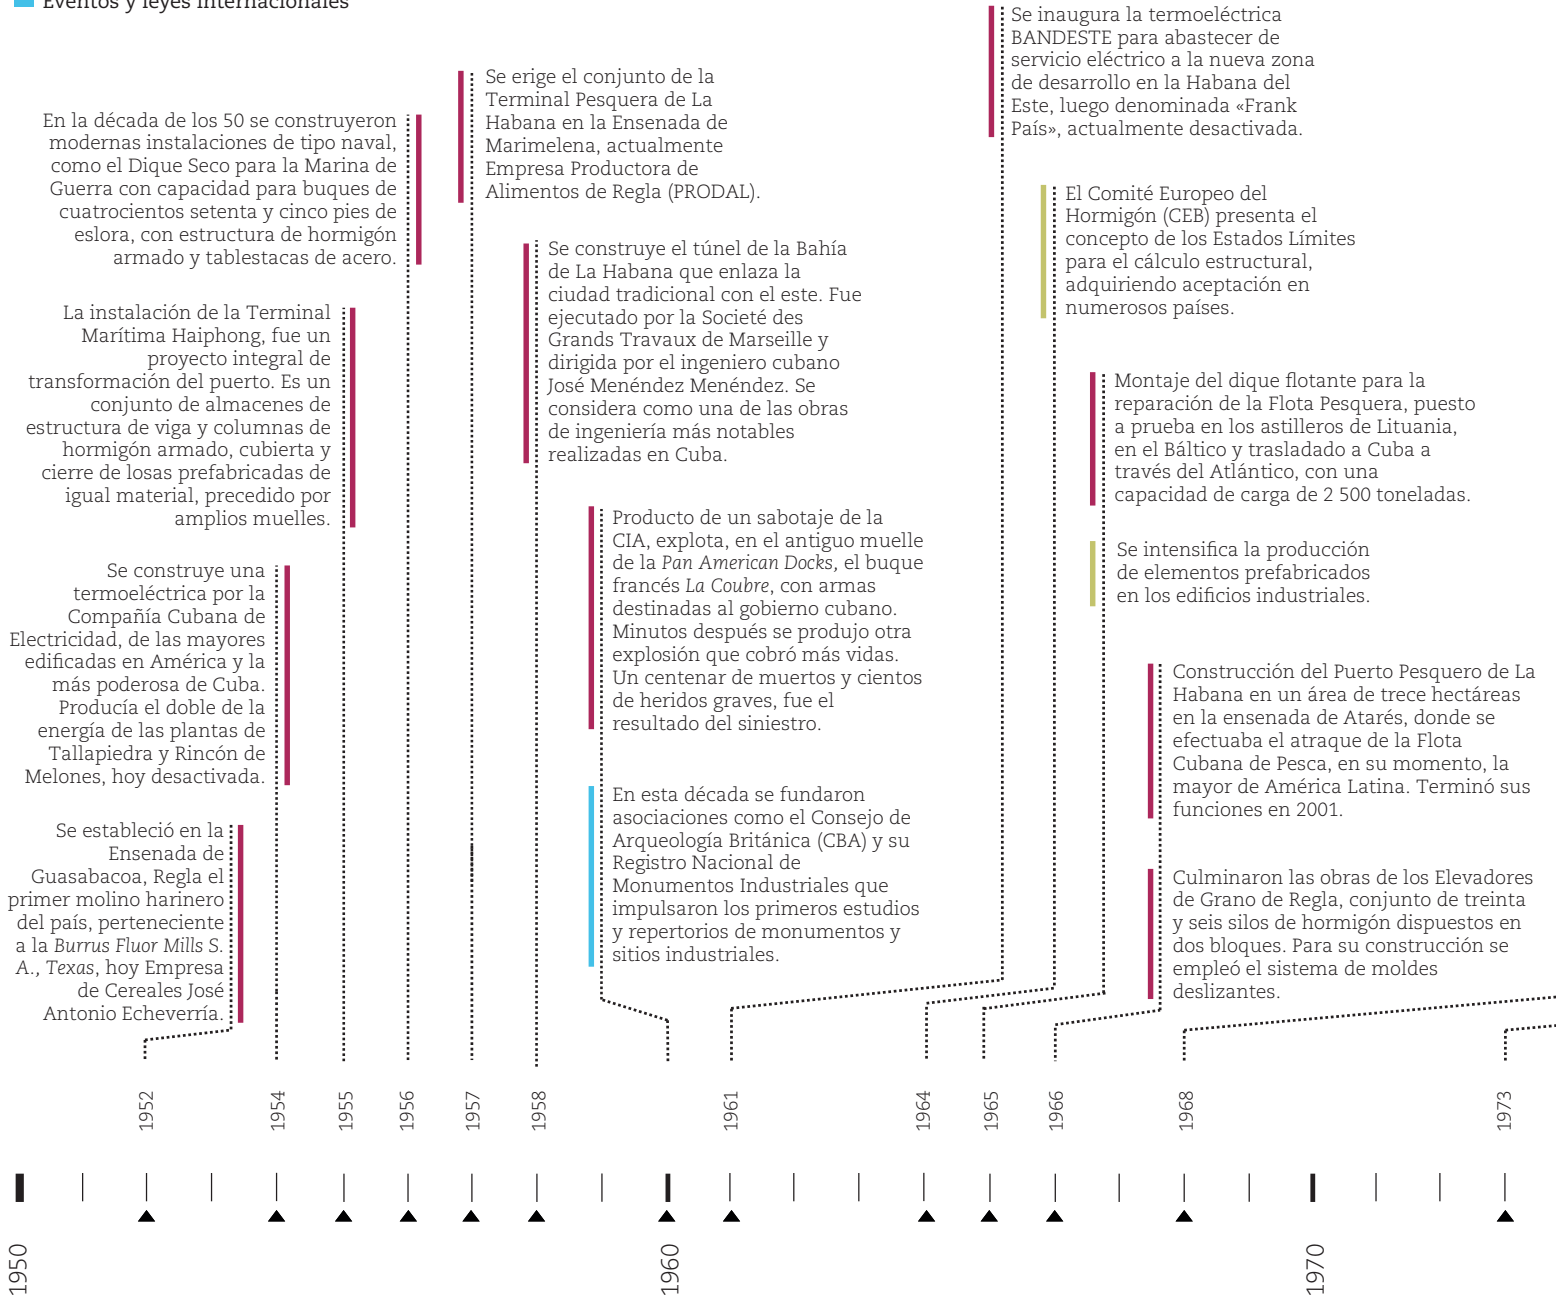 Eventos y leyes internacionales
En la década de los 50 se construyeron
modernas instalaciones de tipo naval,
como el Dique Seco para la Marina de
Guerra con capacidad para buques de
cuatrocientos setenta y cinco pies de
eslora, con estructura de hormigón
armado y tablestacas de acero.
La instalación de la Terminal
Marítima Haiphong, fue un
proyecto integral de
transformación del puerto. Es un
conjunto de almacenes de
estructura de viga y columnas de
hormigón armado, cubierta y
cierre de losas prefabricadas de
igual material, precedido por
amplios muelles.
Se construye una
termoeléctrica por la
Compañía Cubana de
Electricidad, de las mayores
edificadas en América y la
más poderosa de Cuba.
Producía el doble de la
energía de las plantas de
Tallapiedra y Rincón de
Melones, hoy desactivada.
Se estableció en la
Ensenada de
Guasabacoa, Regla el
primer molino harinero
del país, perteneciente
a la Burrus Fluor Mills S.
A., Texas, hoy Empresa
de Cereales José
Antonio Echeverría.
Se erige el conjunto de la
Terminal Pesquera de La
Habana en la Ensenada de
Marimelena, actualmente
Empresa Productora de
Alimentos de Regla (PRODAL).
Se construye el túnel de la Bahía
de La Habana que enlaza la
ciudad tradicional con el este. Fue
ejecutado por la Societé des
Grands Travaux de Marseille y
dirigida por el ingeniero cubano
José Menéndez Menéndez. Se
considera como una de las obras
de ingeniería más notables
realizadas en Cuba.
Producto de un sabotaje de la
CIA, explota, en el antiguo muelle
de la Pan American Docks, el buque
francés La Coubre, con armas
destinadas al gobierno cubano.
Minutos después se produjo otra
explosión que cobró más vidas.
Un centenar de muertos y cientos
de heridos graves, fue el
resultado del siniestro.
En esta década se fundaron
asociaciones como el Consejo de
Arqueología Británica (CBA) y su
Registro Nacional de
Monumentos Industriales que
impulsaron los primeros estudios
y repertorios de monumentos y
sitios industriales.
Se inaugura la termoeléctrica
BANDESTE para abastecer de
servicio eléctrico a la nueva zona
de desarrollo en la Habana del
Este, luego denominada «Frank
País», actualmente desactivada.
El Comité Europeo del
Hormigón (CEB) presenta el
concepto de los Estados Límites
para el cálculo estructural,
adquiriendo aceptación en
numerosos países.
Montaje del dique flotante para la
reparación de la Flota Pesquera, puesto
a prueba en los astilleros de Lituania,
en el Báltico y trasladado a Cuba a
través del Atlántico, con una
capacidad de carga de 2 500 toneladas.
Se intensifica la producción
de elementos prefabricados
en los edificios industriales.
Construcción del Puerto Pesquero de La
Habana en un área de trece hectáreas
en la ensenada de Atarés, donde se
efectuaba el atraque de la Flota
Cubana de Pesca, en su momento, la
mayor de América Latina. Terminó sus
funciones en 2001.
Culminaron las obras de los Elevadores
de Grano de Regla, conjunto de treinta
y seis silos de hormigón dispuestos en
dos bloques. Para su construcción se
empleó el sistema de moldes
deslizantes.
1952
1954
1955
1956
1957
1958
1961
1964
1965
1966
1968
1973
1950
1960
1970